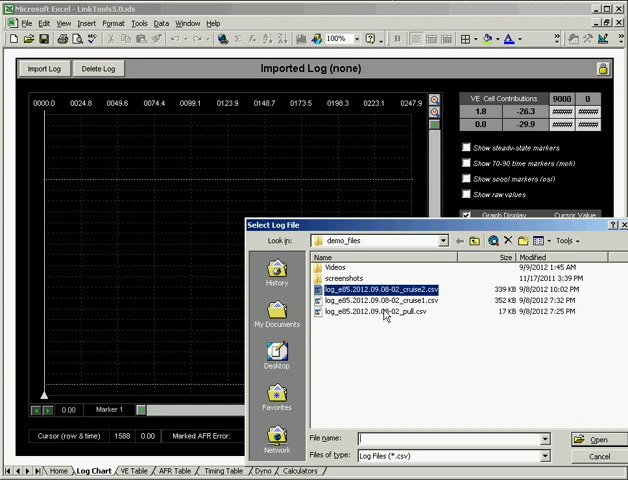 Microsoft Excel - LinkTools5.0.xls
File Edit View Insert Format Tools Data Window Help
100%
Import Log Delete Log Imported Log (none)
0000.0 0024.8 0049.6 0074.4 0099.1 0123.9 0148.7 0173.5 0198.3 0223.1 0247.9
VE Cell Contributions 9000 0
1.8 -26.3 ######## ########
0.0 -29.9 ######## ########
Show steady-state markers
Show 70-90 time markers (mph)
Show spool markers (psi)
Show raw values
Graph Display Cursor Value
Select Log File
Look in: demo_files Tools
Name Size Modified
Videos 9/9/2012 1:45 AM
screenshots 11/17/2011 3:39 PM
log_e85.2012.09.08-02_cruise2.csv 339 KB 9/8/2012 10:02 PM
log_e85.2012.09.08-02_cruise1.csv 352 KB 9/8/2012 7:32 PM
log_e85.2012.09.08-02_pull.csv 17 KB 9/8/2012 7:25 PM
History
My Documents
Desktop
Favorites
Network
File name: Open
Files of type: Log Files (*.csv) Cancel
0.00 Marker 1
Cursor (row & time) 1588 0.00 Marked AFR Error:
Home Log Chart VE Table AFR Table Timing Table Dyno Calculators